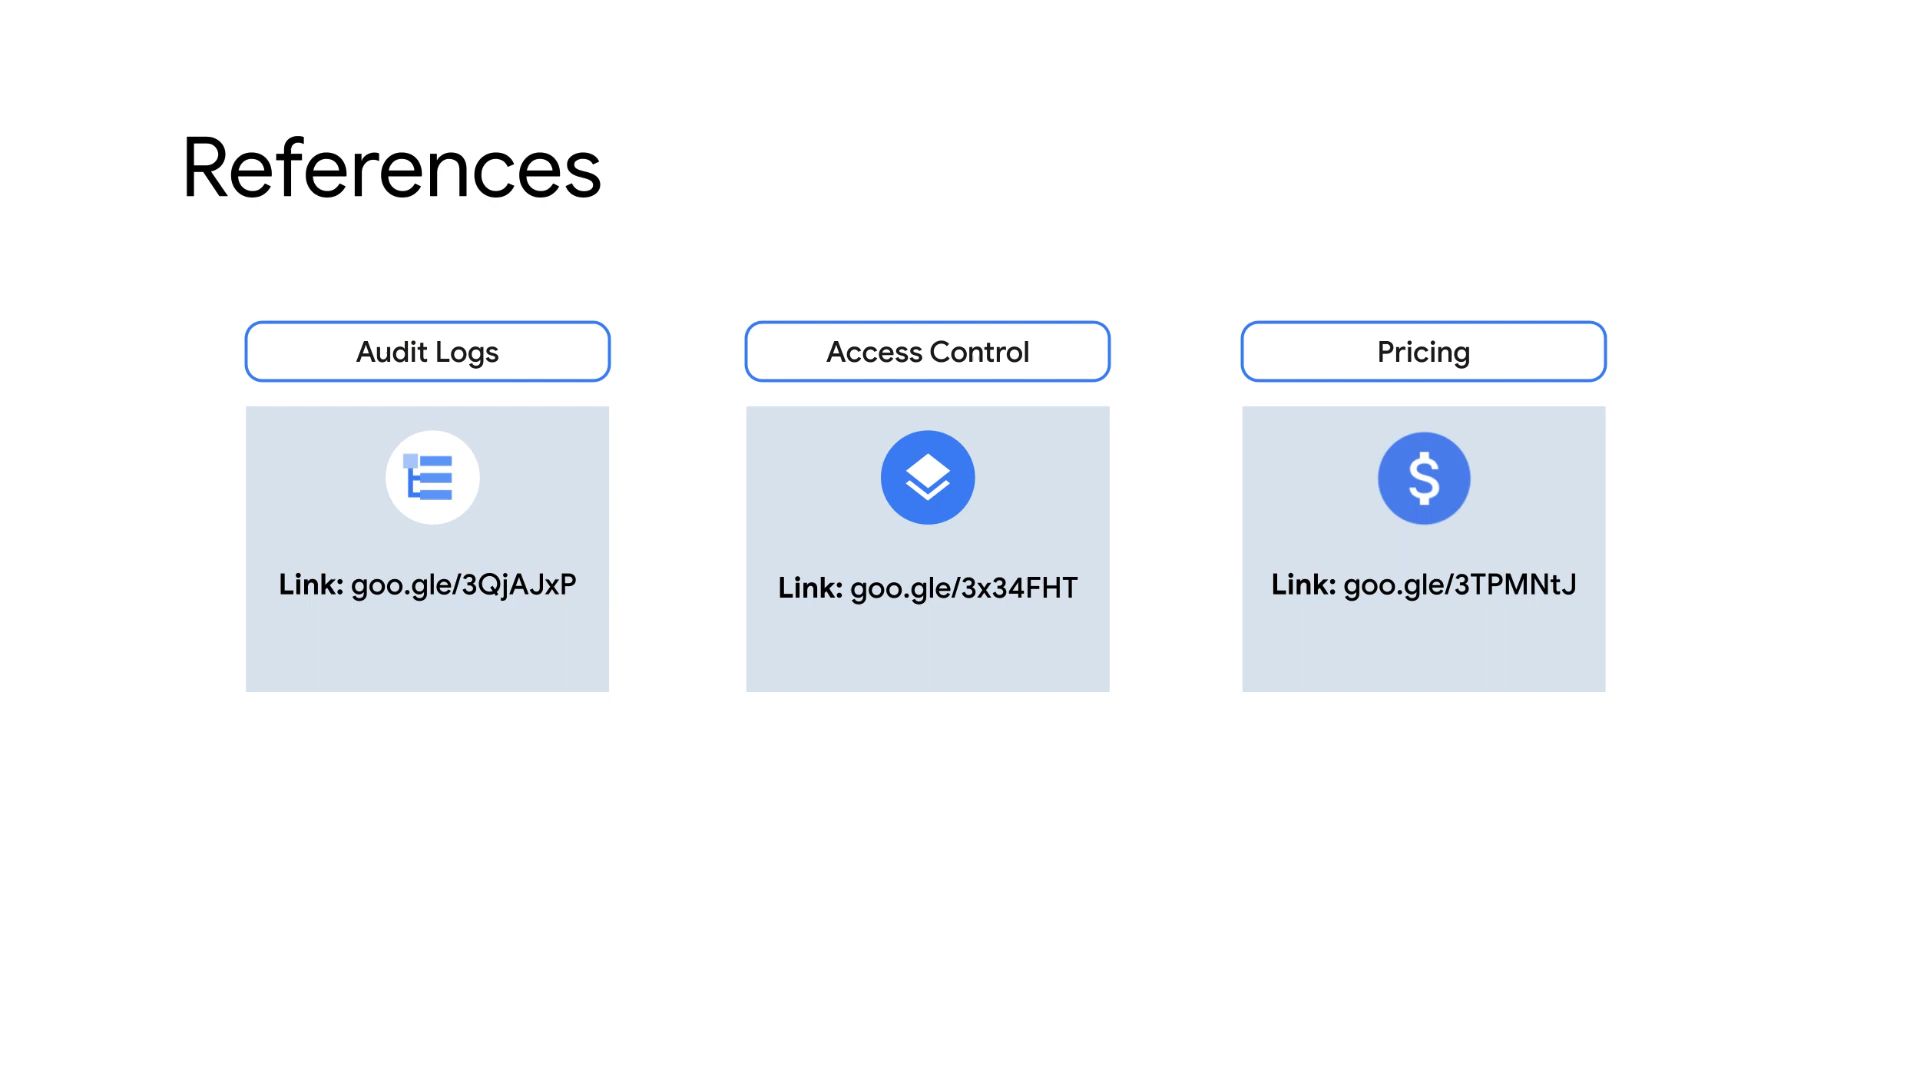 References
Audit Logs
Link: goo.gle/3QjAJxP
Access Control
Link: goo.gle/3x34FHT
Pricing
Link: goo.gle/3TPMNtJ